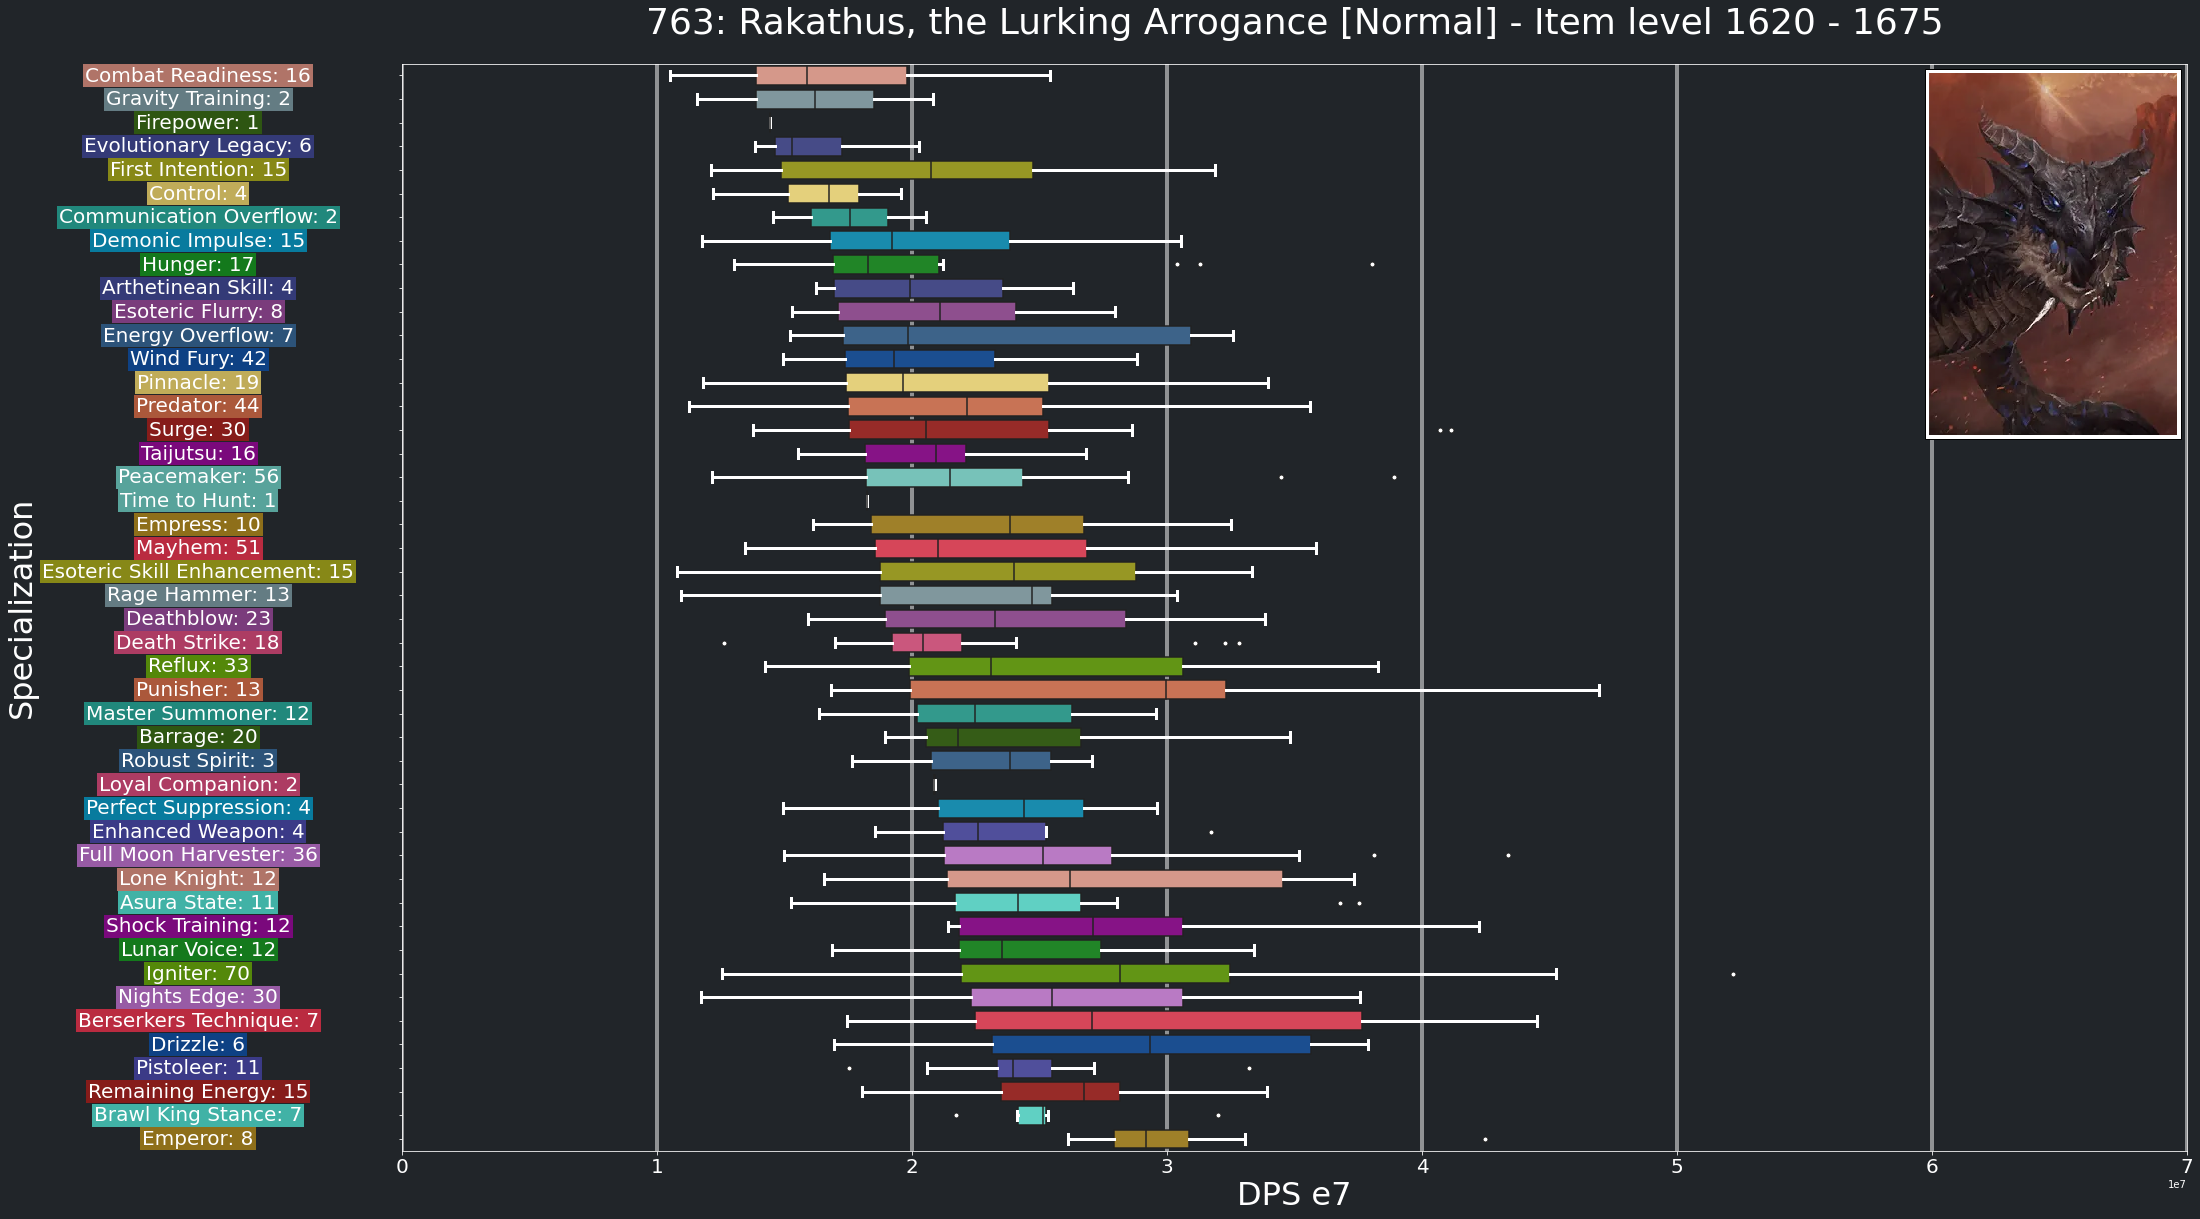 763: Rakathus, the Lurking Arrogance [Normal] - Item level 1620 - 1675
Combat Readiness: 16
Gravity Training: 2
Firepower: 1
Evolutionary Legacy: 6
First Intention: 15
Control: 4
Communication Overflow: 2
Demonic Impulse: 15
Hunger: 17
Arthetinean Skill: 4
Esoteric Flurry: 8
Energy Overflow: 7
Wind Fury: 42
Pinnacle: 19
Predator: 44
Surge: 30
Taijutsu: 16
Peacemaker: 56
Time to Hunt: 1
Empress: 10
Mayhem: 51
Esoteric Skill Enhancement: 15
Rage Hammer: 13
Deathblow: 23
Death Strike: 18
Reflux: 33
Punisher: 13
Master Summoner: 12
Barrage: 20
Robust Spirit: 3
Loyal Companion: 2
Perfect Suppression: 4
Enhanced Weapon: 4
Full Moon Harvester: 36
Lone Knight: 12
Asura State: 11
Shock Training: 12
Lunar Voice: 12
Igniter: 70
Nights Edge: 30
Berserkers Technique: 7
Drizzle: 6
Pistoleer: 11
Remaining Energy: 15
Brawl King Stance: 7
Emperor: 8
Specialization
0 1 2 3 4 5 6 7
1e7
DPS e7